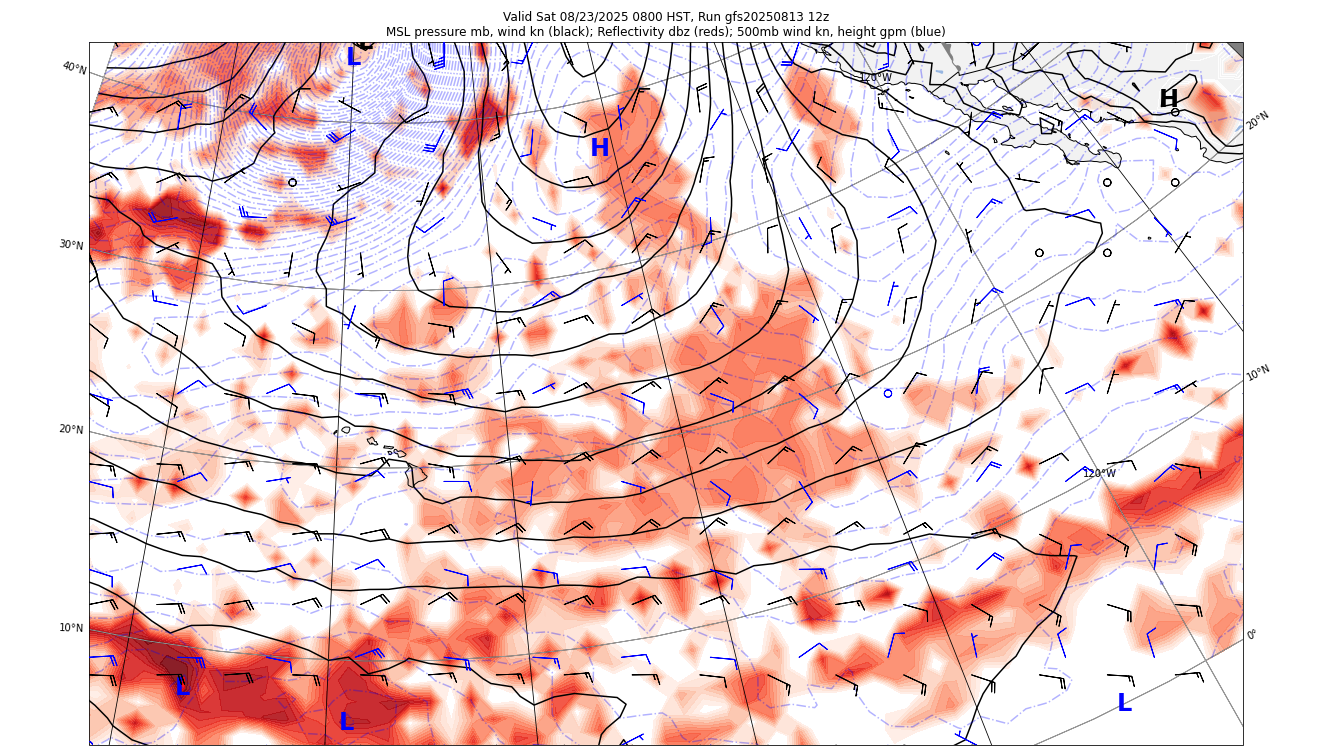 Valid Sat 08/23/2025 0800 HST, Run gfs20250813 12z
MSL pressure mb, wind kn (black); Reflectivity dbz (reds); 500mb wind kn, height gpm (blue)
L
40°N
120°W
H
20°N
H
30°N
10°N
20°N
120°W
10°N
0°
L
L
L